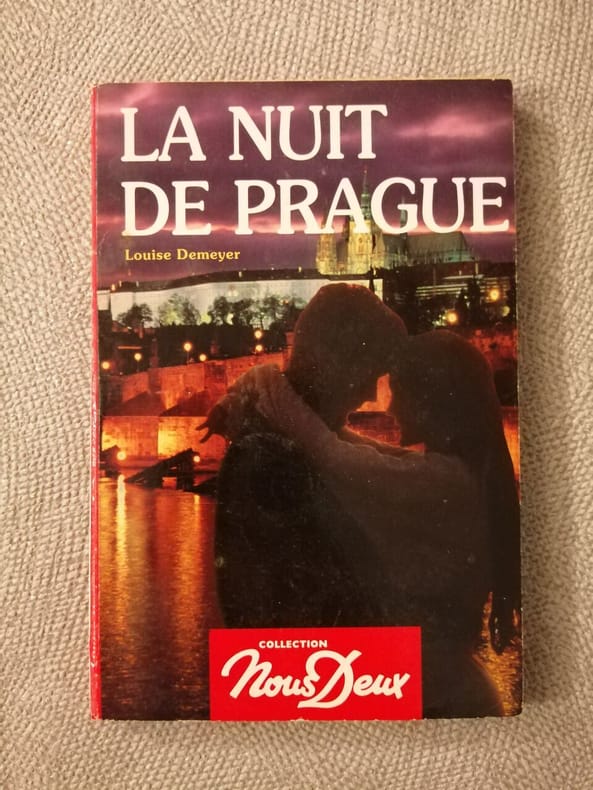 LA NUIT
DE PRAGUE
Louise Demeyer
COLLECTION
Nous Deux